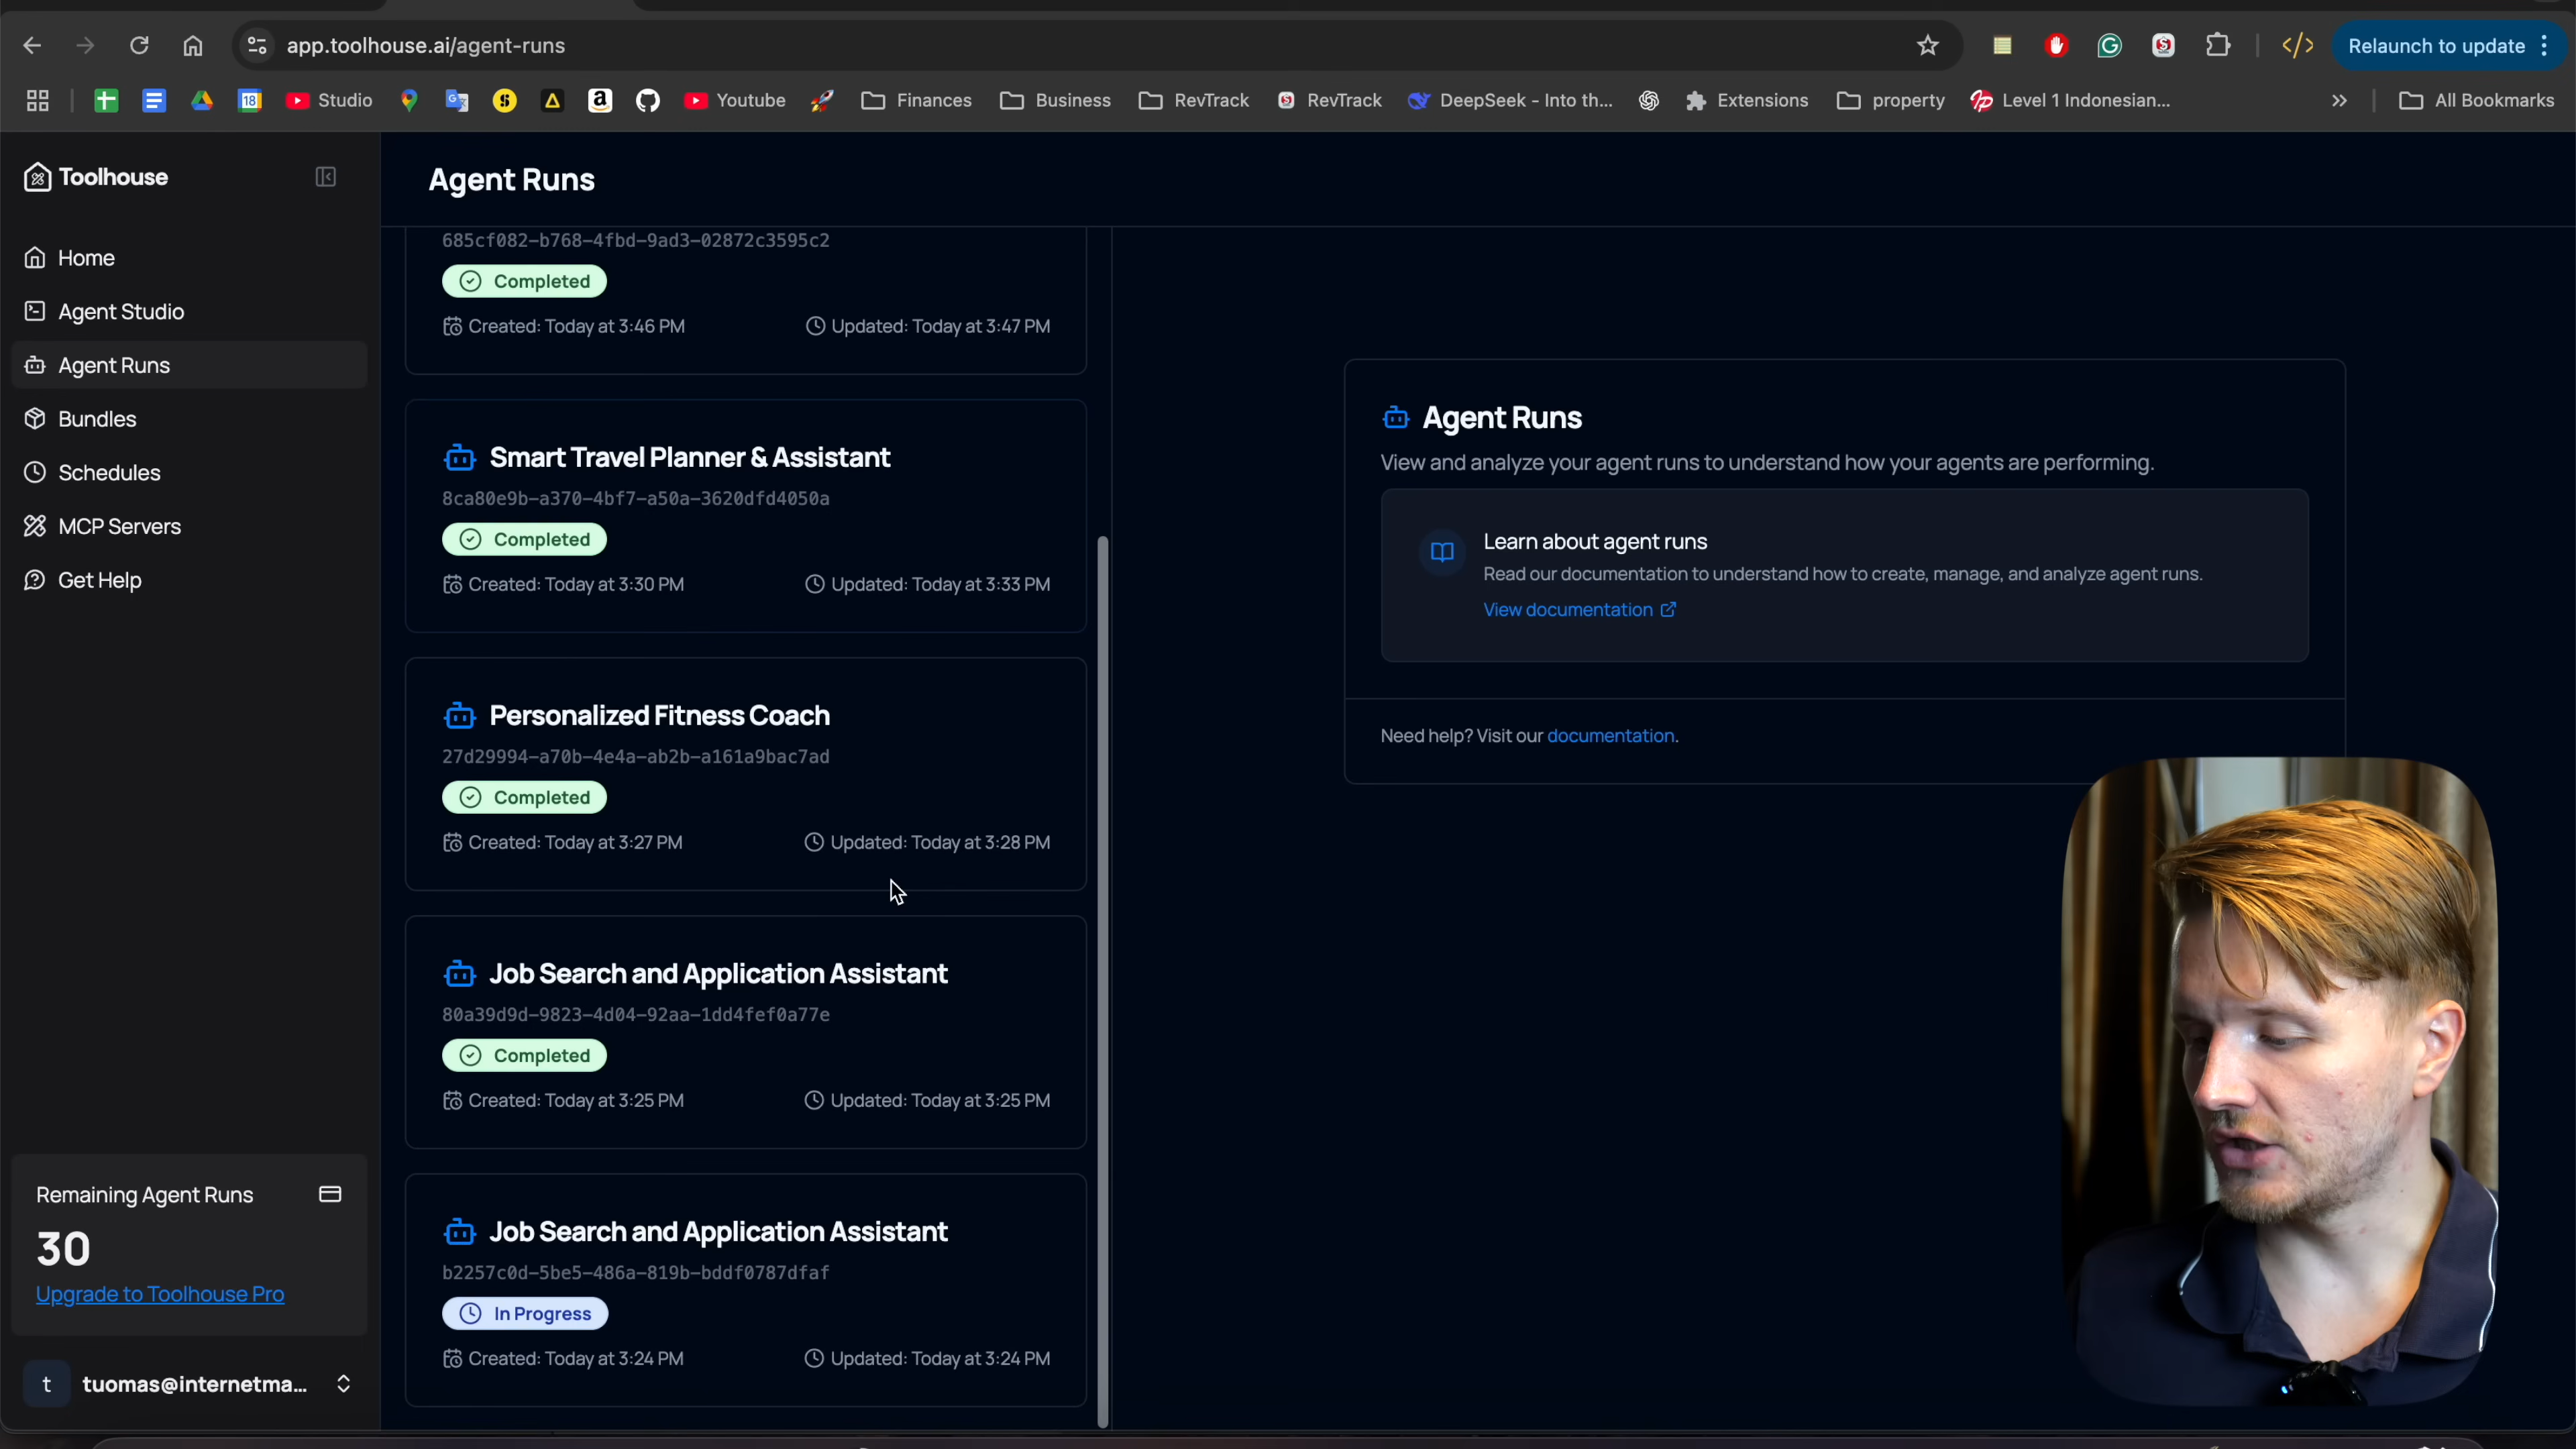 app.toolhouse.ai/agent-runs
Relaunch to update
18
Studio
Youtube
Finances
Business
RevTrack
RevTrack
DeepSeek - Into th...
Extensions
property
Level 1 Indonesian...
All Bookmarks
Toolhouse
Home
Agent Studio
Agent Runs
Bundles
Schedules
MCP Servers
Get Help
Remaining Agent Runs
30
Upgrade to Toolhouse Pro
t
tuomas@internetma...
Agent Runs
685cf082-b768-4fbd-9ad3-02872c3595c2
Completed
Created: Today at 3:46 PM
Updated: Today at 3:47 PM
Smart Travel Planner & Assistant
8ca80e9b-a370-4bf7-a50a-3620dfd4050a
Completed
Created: Today at 3:30 PM
Updated: Today at 3:33 PM
Personalized Fitness Coach
27d29994-a70b-4e4a-ab2b-a161a9bac7ad
Completed
Created: Today at 3:27 PM
Updated: Today at 3:28 PM
Job Search and Application Assistant
80a39d9d-9823-4d04-92aa-1dd4fef0a77e
Completed
Created: Today at 3:25 PM
Updated: Today at 3:25 PM
Job Search and Application Assistant
b2257c0d-5be5-486a-819b-bddf0787dfaf
In Progress
Created: Today at 3:24 PM
Updated: Today at 3:24 PM
Agent Runs
View and analyze your agent runs to understand how your agents are performing.
Learn about agent runs
Read our documentation to understand how to create, manage, and analyze agent runs.
View documentation
Need help? Visit our documentation.